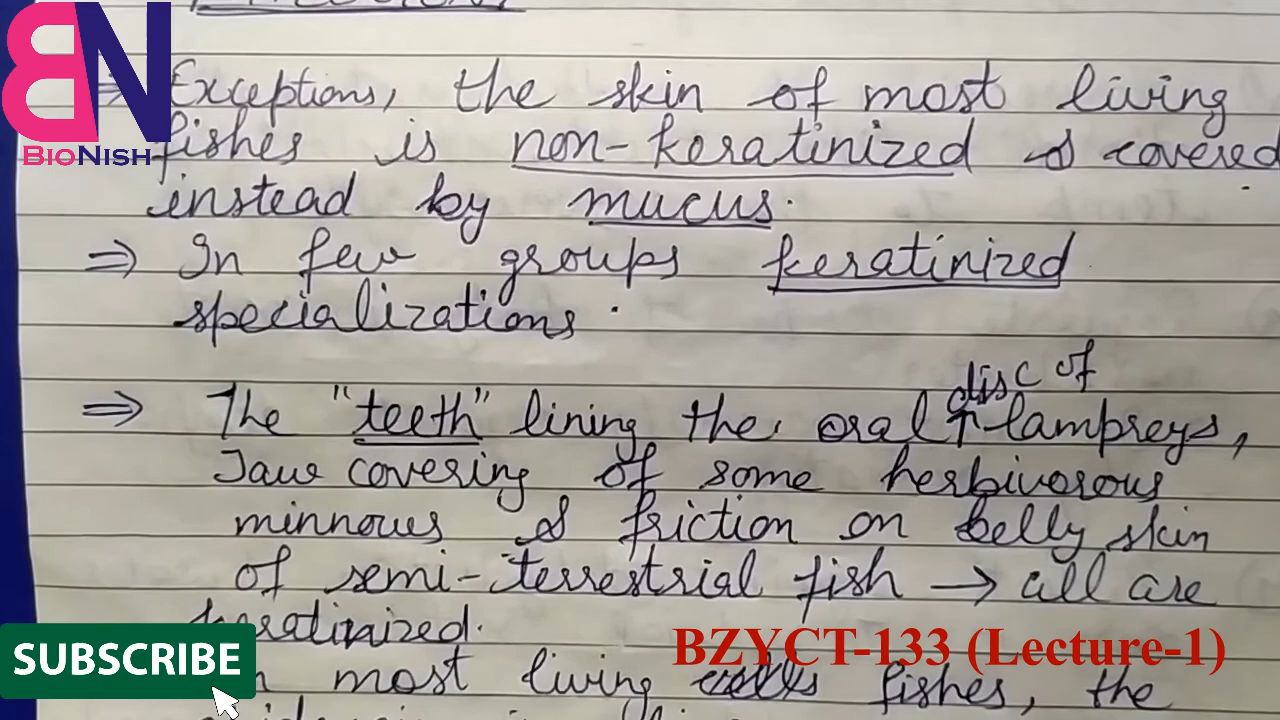 BN
BIONISH
⇒ Exceptions, the skin of most living
fishes is non-keratinized & covered
instead by mucus.
⇒ In few groups keratinized
specializations.
disc of
⇒ The "teeth" lining the oral ↑ lampreys,
Jaw covering of some herbivorous
minnows & friction on belly skin
of semi-terrestrial fish → all are
keratinized.
most living fishes, the
SUBSCRIBE
BZYCT-133 (Lecture-1)